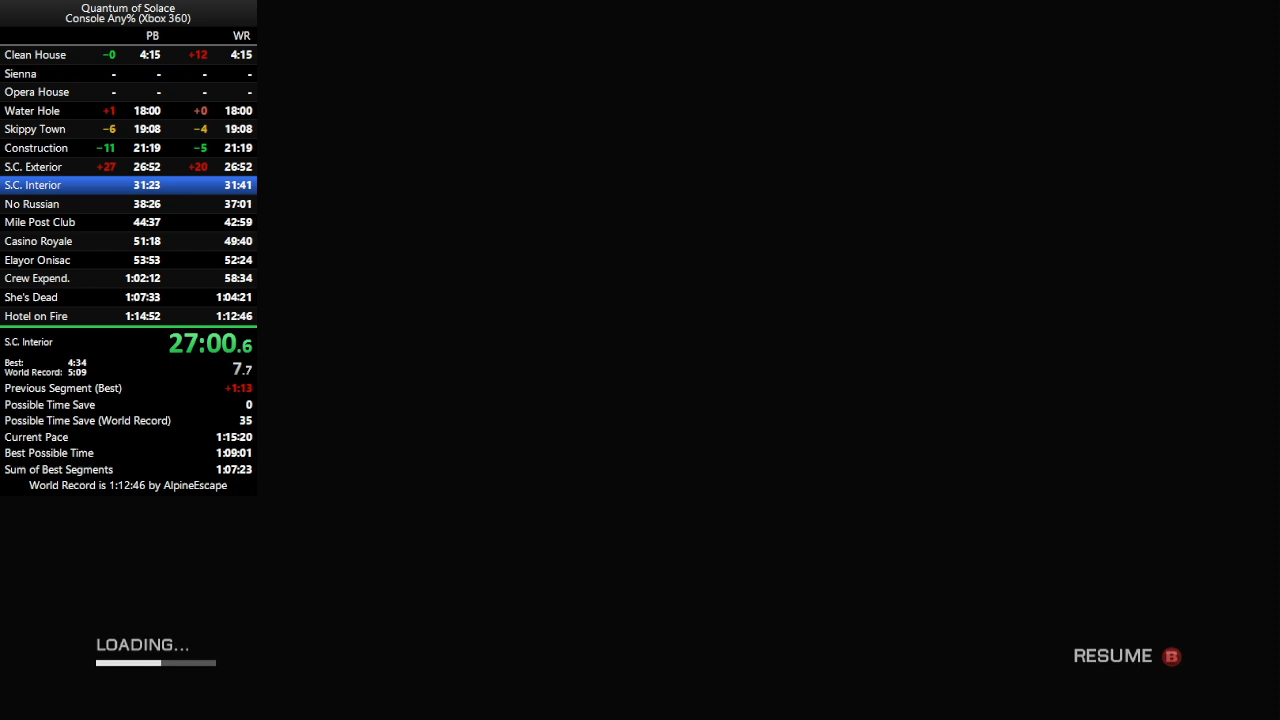 Quantum of Solace
Console Any% (Xbox 360)
PB WR
Clean House −0 4:15 +12 4:15
Sienna - - - -
Opera House - - - -
Water Hole +1 18:00 +0 18:00
Skippy Town −6 19:08 −4 19:08
Construction −11 21:19 −5 21:19
S.C. Exterior +27 26:52 +20 26:52
S.C. Interior 31:23 31:41
No Russian 38:26 37:01
Mile Post Club 44:37 42:59
Casino Royale 51:18 49:40
Elayor Onisac 53:53 52:24
Crew Expend. 1:02:12 58:34
She's Dead 1:07:33 1:04:21
Hotel on Fire 1:14:52 1:12:46
S.C. Interior 27:00.6
Best: 4:34
World Record: 5:09 7.7
Previous Segment (Best) +1:13
Possible Time Save 0
Possible Time Save (World Record) 35
Current Pace 1:15:20
Best Possible Time 1:09:01
Sum of Best Segments 1:07:23
World Record is 1:12:46 by AlpineEscape
LOADING...
RESUME B